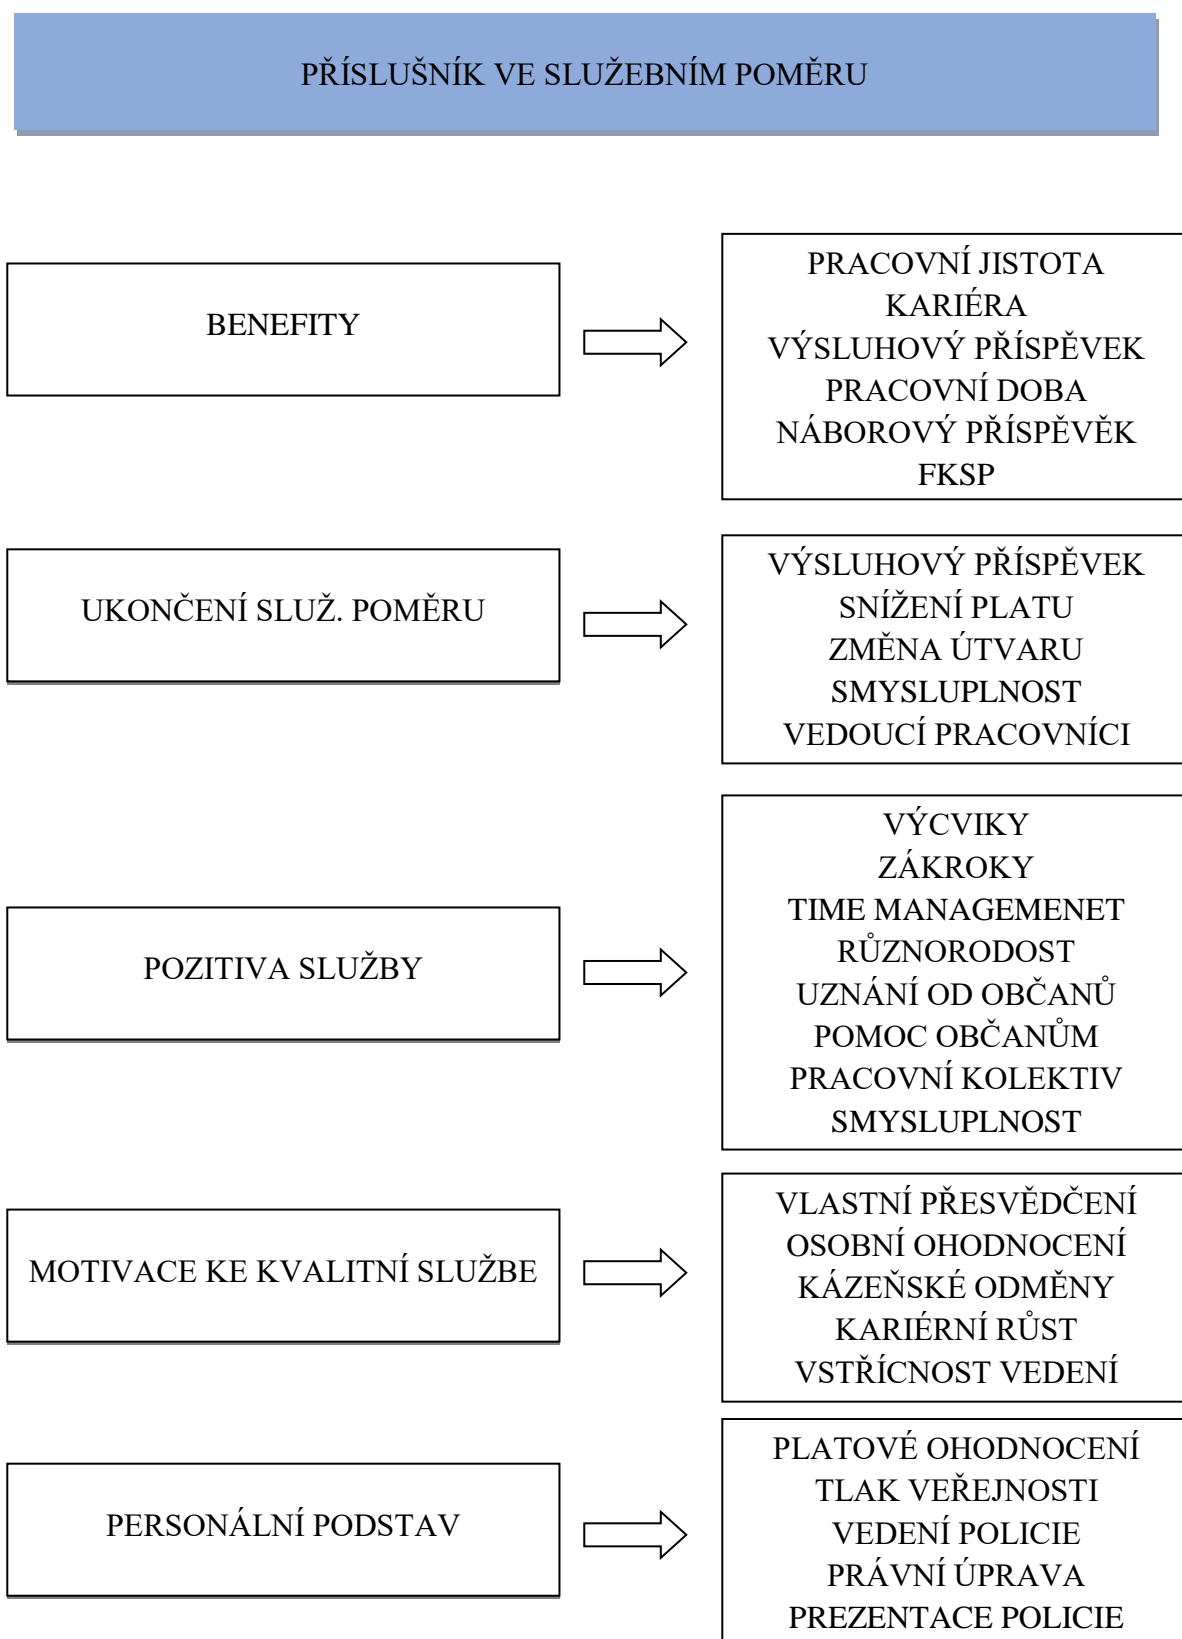 PŘÍSLUŠNÍK VE SLUŽEBNÍM POMĚRU
BENEFITY
PRACOVNÍ JISTOTA
KARIÉRA
VÝSLUHOVÝ PŘÍSPĚVEK
PRACOVNÍ DOBA
NÁBOROVÝ PŘÍSPĚVĚK
FKSP
UKONČENÍ SLUŽ. POMĚRU
VÝSLUHOVÝ PŘÍSPĚVEK
SNÍŽENÍ PLATU
ZMĚNA ÚTVARU
SMYSLUPLNOST
VEDOUCÍ PRACOVNÍCI
POZITIVA SLUŽBY
VÝCVIKY
ZÁKROKY
TIME MANAGEMENET
RŮZNORODOST
UZNÁNÍ OD OBČANŮ
POMOC OBČANŮM
PRACOVNÍ KOLEKTIV
SMYSLUPLNOST
MOTIVACE KE KVALITNÍ SLUŽBE
VLASTNÍ PŘESVĚDČENÍ
OSOBNÍ OHODNOCENÍ
KÁZEŇSKÉ ODMĚNY
KARIÉRNÍ RŮST
VSTŘÍCNOST VEDENÍ
PERSONÁLNÍ PODSTAV
PLATOVÉ OHODNOCENÍ
TLAK VEŘEJNOSTI
VEDENÍ POLICIE
PRÁVNÍ ÚPRAVA
PREZENTACE POLICIE